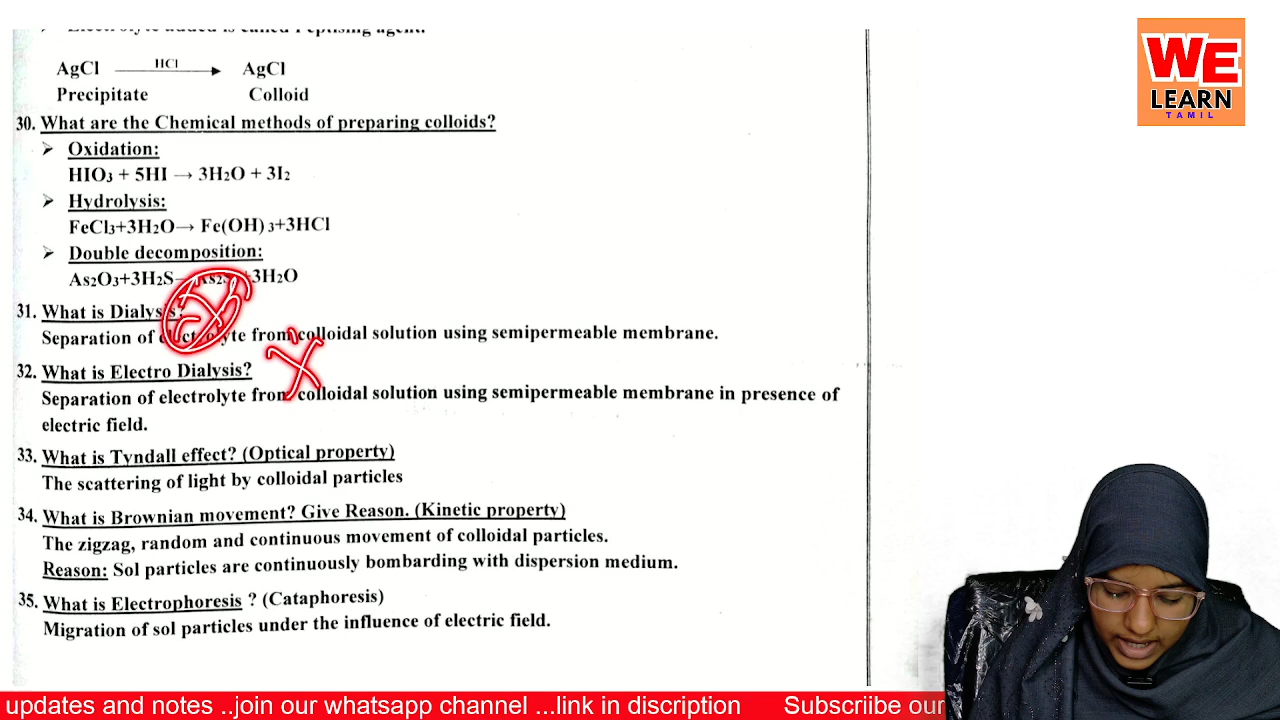 Electrolyte added is called Peptising agent.
WE
LEARN
TAMIL
AgCl HCl AgCl
Precipitate Colloid
30. What are the Chemical methods of preparing colloids?
➢ Oxidation:
HIO₃ + 5HI → 3H₂O + 3I₂
➢ Hydrolysis:
FeCl₃+3H₂O→ Fe(OH) ₃+3HCl
➢ Double decomposition:
As₂O₃+3H₂S +3H₂O
31. What is Dialysis?
Separation of electrolyte from colloidal solution using semipermeable membrane.
32. What is Electro Dialysis?
Separation of electrolyte from colloidal solution using semipermeable membrane in presence of
electric field.
33. What is Tyndall effect? (Optical property)
The scattering of light by colloidal particles
34. What is Brownian movement? Give Reason. (Kinetic property)
The zigzag, random and continuous movement of colloidal particles.
Reason: Sol particles are continuously bombarding with dispersion medium.
35. What is Electrophoresis ? (Cataphoresis)
Migration of sol particles under the influence of electric field.
updates and notes ..join our whatsapp channel ...link in discription Subscriibe our